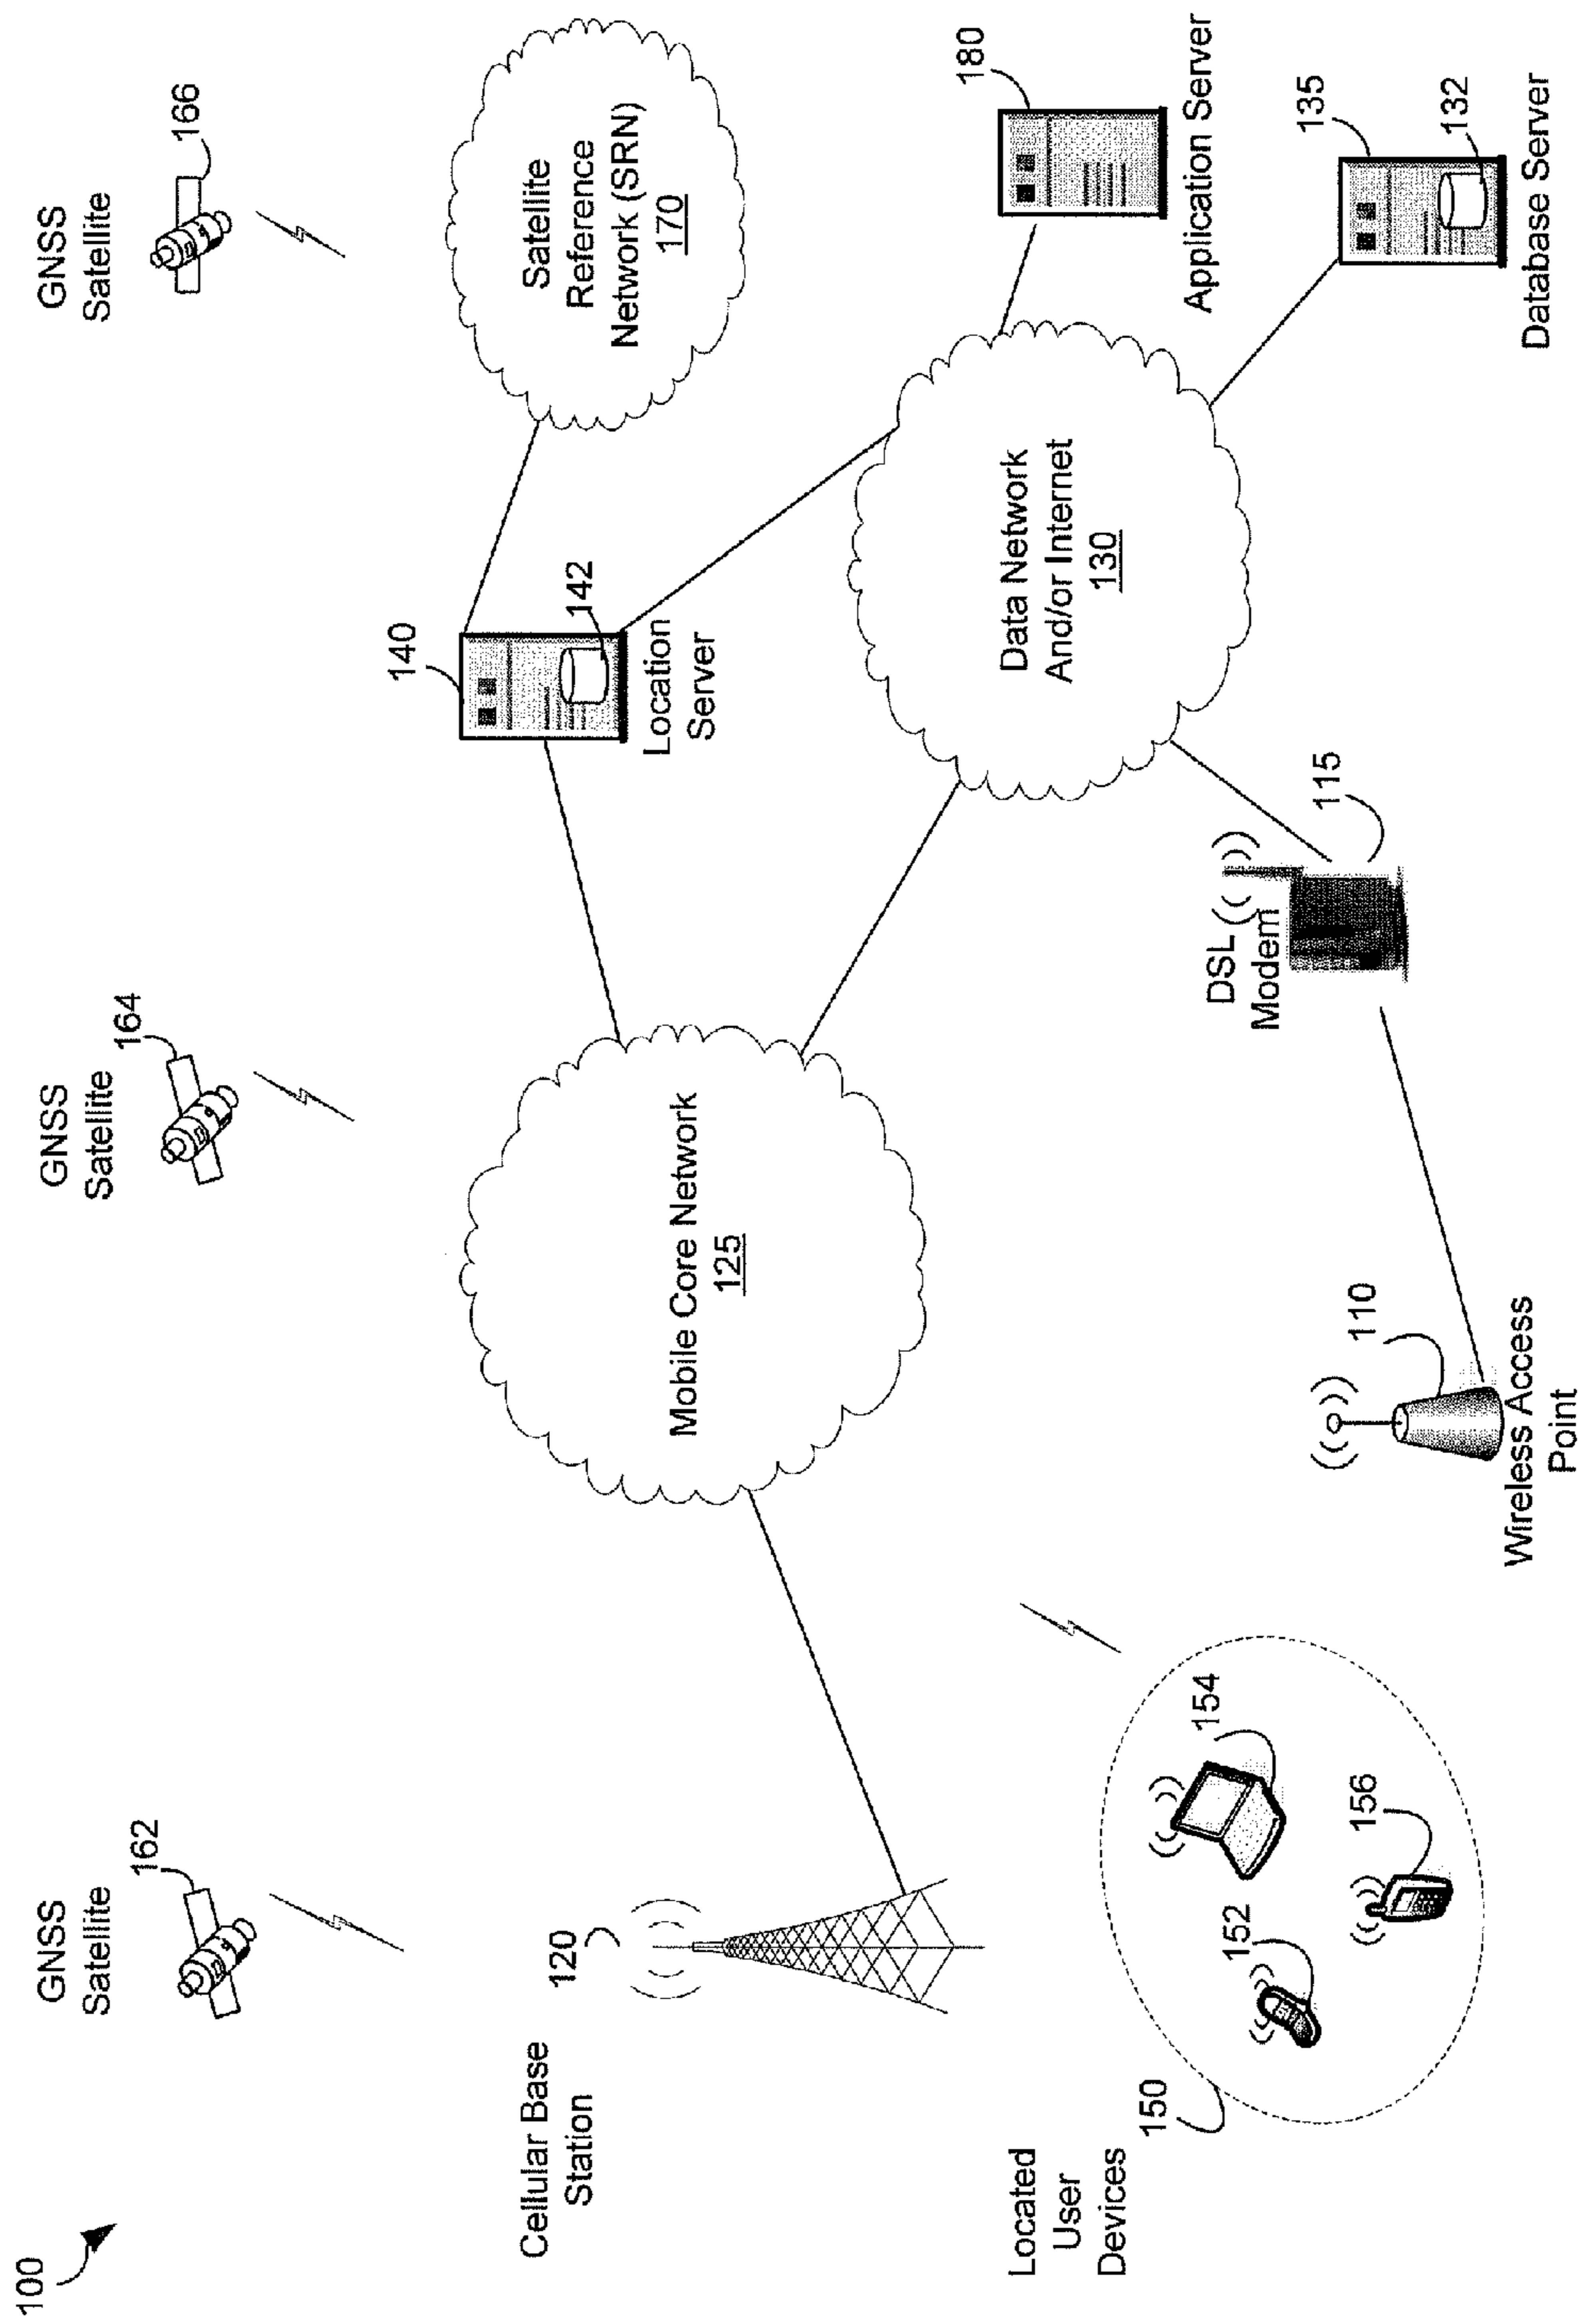 100
GNSS
Satellite
162
GNSS
Satellite
164
GNSS
Satellite
166
Cellular Base
Station
120
Mobile Core Network
125
140
142
Location
Server
Satellite
Reference
Network (SRN)
170
Data Network
And/or Internet
130
180
Application Server
135
132
Database Server
DSL
Modem
115
110
Wireless Access
Point
Located
User
Devices
150
152
154
156